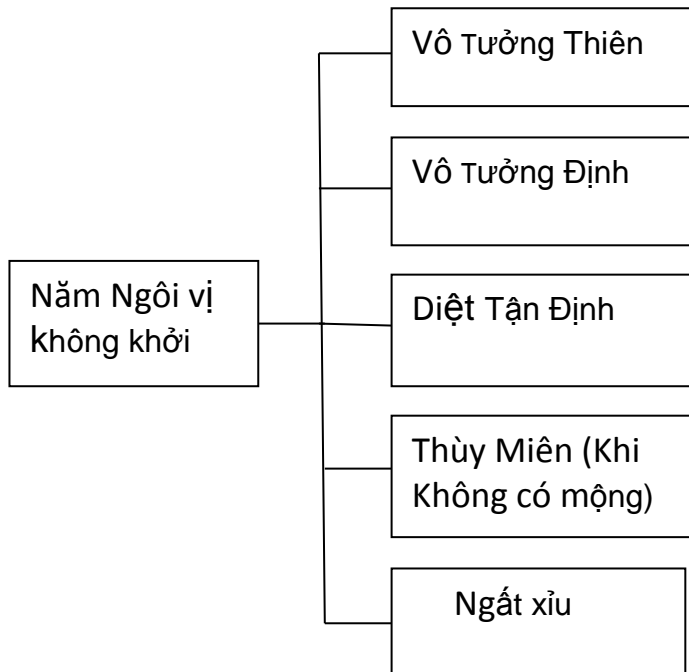 Vô Tưởng Thiên
Vô Tưởng Định
Năm Ngôi vị
không khởi
Diệt Tận Định
Thùy Miên (Khi
Không có mộng)
Ngất xỉu